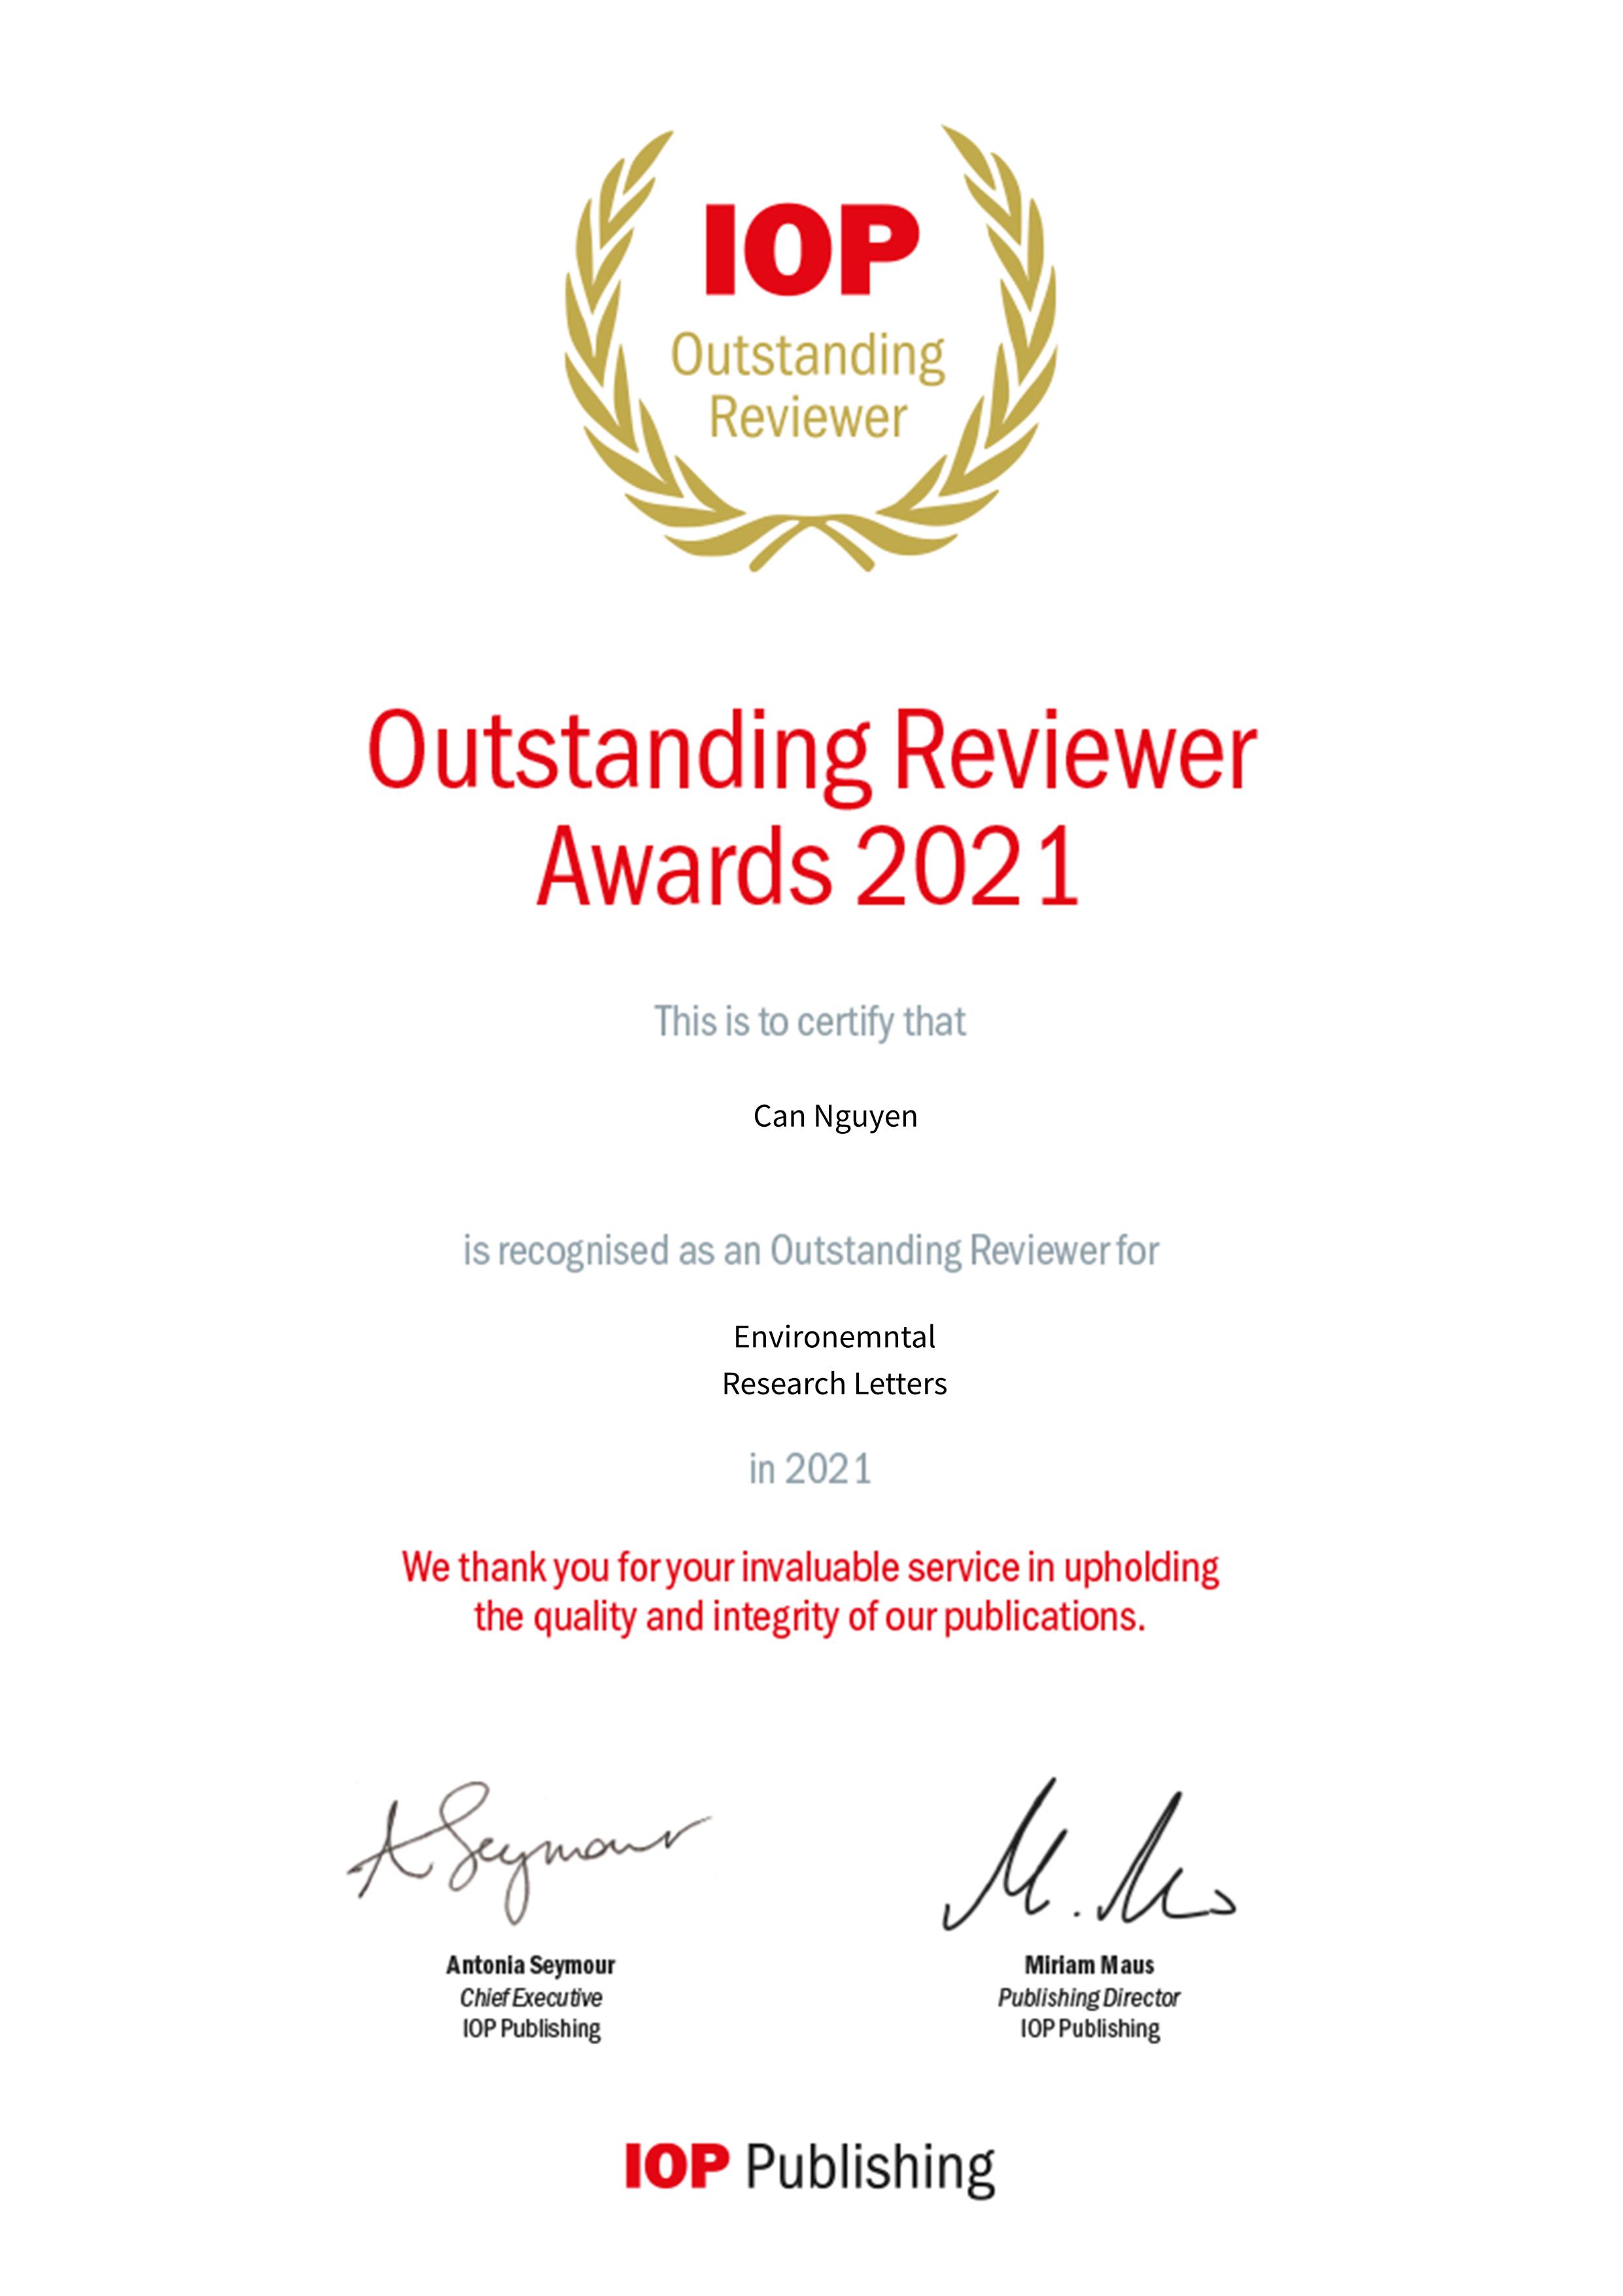 IOP
Outstanding
Reviewer
Outstanding Reviewer
Awards 2021
This is to certify that
Can Nguyen
is recognised as an Outstanding Reviewer for
Environemntal
Research Letters
in 2021
We thank you for your invaluable service in upholding
the quality and integrity of our publications.
A Seymour
M. Maus
Antonia Seymour
Chief Executive
IOP Publishing
Miriam Maus
Publishing Director
IOP Publishing
IOP Publishing